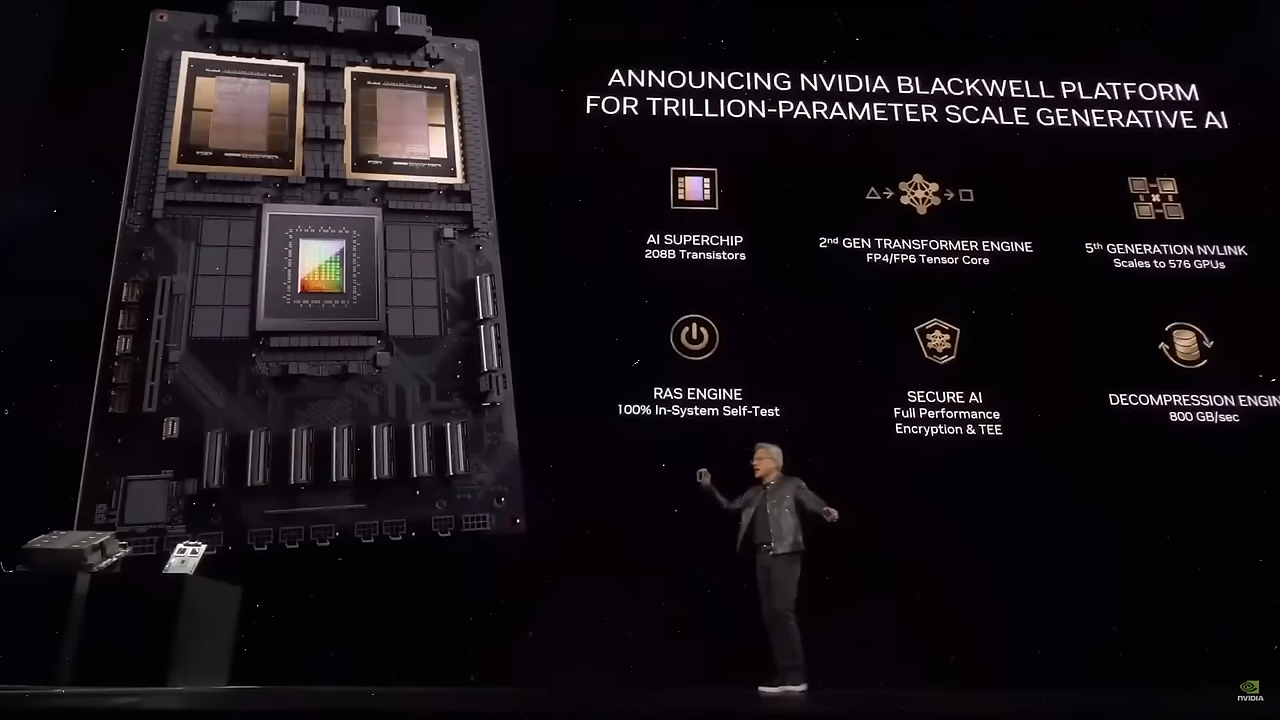 ANNOUNCING NVIDIA BLACKWELL PLATFORM
FOR TRILLION-PARAMETER SCALE GENERATIVE AI
AI SUPERCHIP
208B Transistors
2nd GEN TRANSFORMER ENGINE
FP4/FP6 Tensor Core
5th GENERATION NVLINK
Scales to 576 GPUs
RAS ENGINE
100% In-System Self-Test
SECURE AI
Full Performance
Encryption & TEE
DECOMPRESSION ENGIN
800 GB/sec
NVIDIA